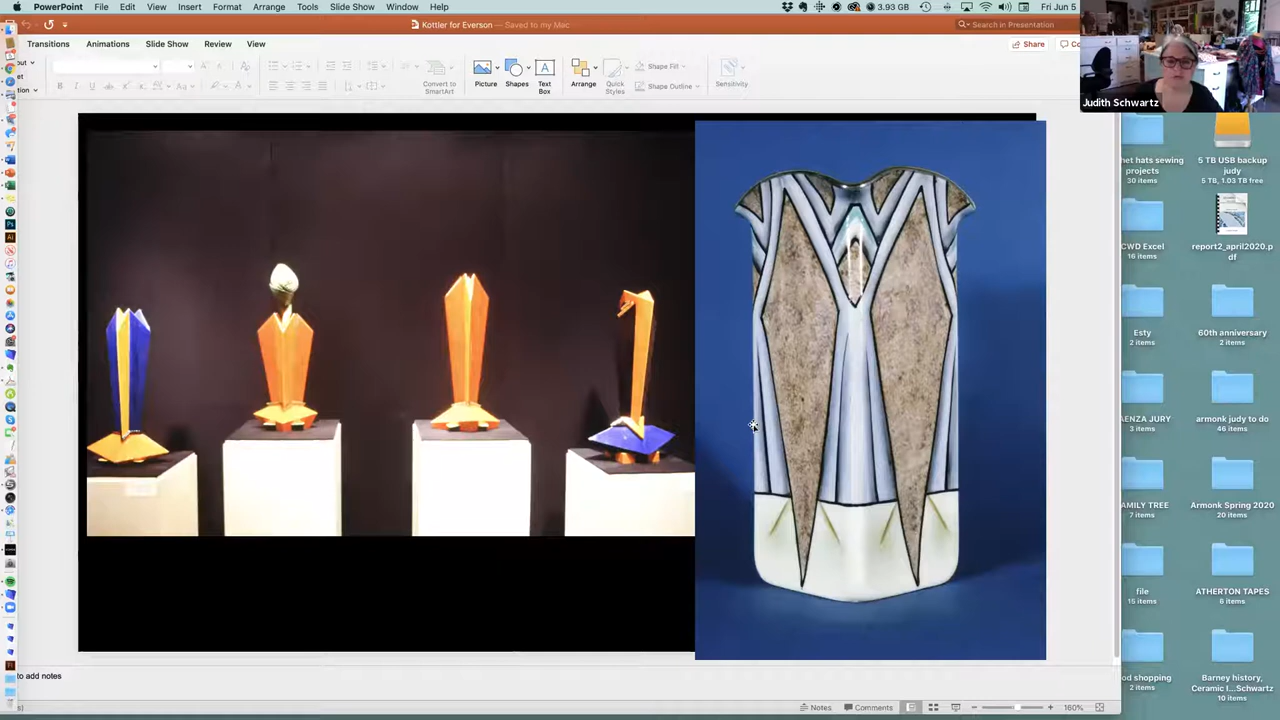 PowerPoint File Edit View Insert Format Arrange Tools Slide Show Window Help 3.93 GB Fri Jun 5
Kottler for Everson — Saved to my Mac
Search in Presentation
Transitions Animations Slide Show Review View Share Co
Convert to SmartArt
Picture
Shapes
Text Box
Arrange
Quick Styles
Shape Fill
Shape Outline
Sensitivity
Judith Schwartz
het hats sewing projects
30 items
5 TB USB backup judy
5 TB, 1.03 TB free
CWD Excel
16 items
report2_april2020.pdf
Esty
2 items
60th anniversary
2 items
AENZA JURY
3 items
armonk judy to do
46 items
AMILY TREE
7 items
Armonk Spring 2020
20 items
file
15 items
ATHERTON TAPES
6 items
od shopping
2 items
Barney history, Ceramic I...Schwartz
10 items
to add notes
Notes Comments 160%